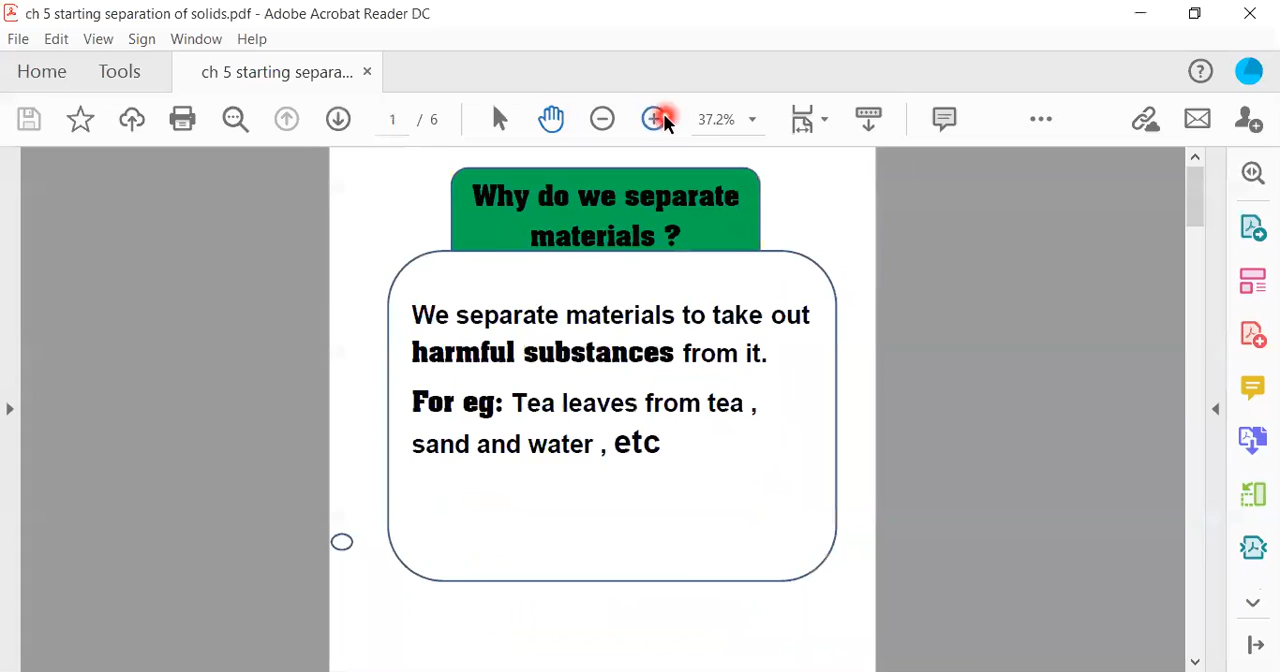 ch 5 starting separation of solids.pdf - Adobe Acrobat Reader DC
File Edit View Sign Window Help
Home Tools ch 5 starting separa... ×
1 / 6 37.2%
Why do we separate
materials ?
We separate materials to take out
harmful substances from it.
For eg: Tea leaves from tea ,
sand and water , etc